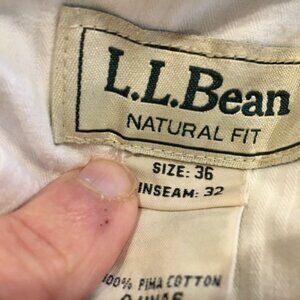 L.L.Bean
NATURAL FIT
SIZE: 36
INSEAM: 32
100% PIMA COTTON